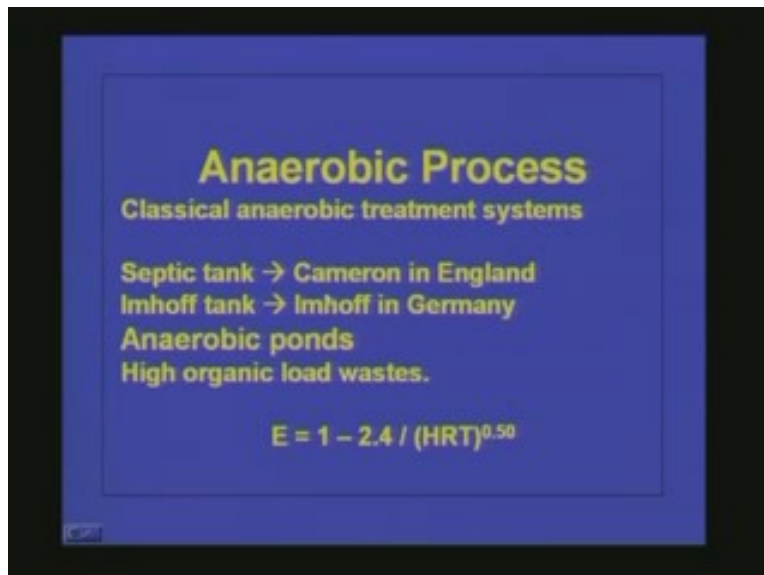 Anaerobic Process
Classical anaerobic treatment systems
Septic tank → Cameron in England
Imhoff tank → Imhoff in Germany
Anaerobic ponds
High organic load wastes.
E = 1 – 2.4 / (HRT)^0.50